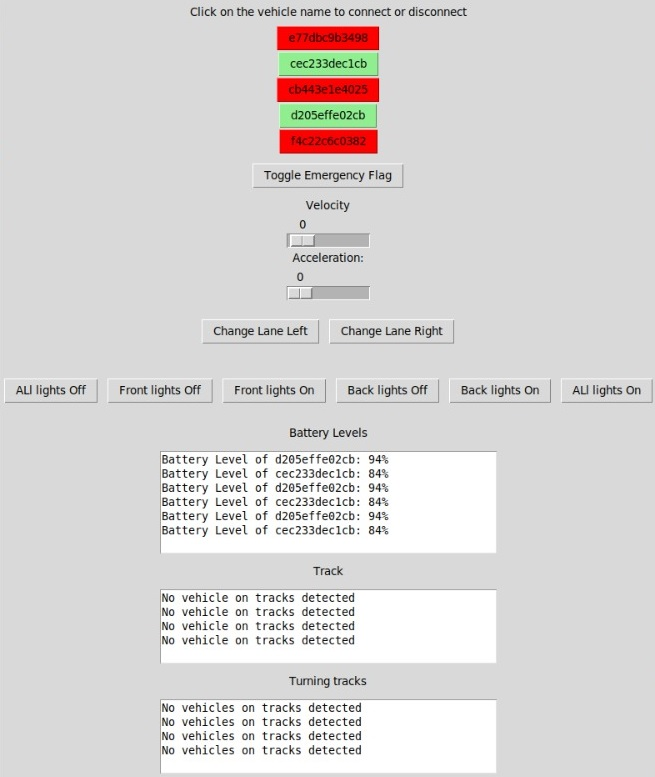 Click on the vehicle name to connect or disconnect
e77dbc9b3498
cec233dec1cb
cb443e1e4025
d205effe02cb
f4c22c6c0382
Toggle Emergency Flag
Velocity
0
Acceleration:
0
Change Lane Left Change Lane Right
ALl lights Off Front lights Off Front lights On Back lights Off Back lights On ALl lights On
Battery Levels
Battery Level of d205effe02cb: 94%
Battery Level of cec233dec1cb: 84%
Battery Level of d205effe02cb: 94%
Battery Level of cec233dec1cb: 84%
Battery Level of d205effe02cb: 94%
Battery Level of cec233dec1cb: 84%
Track
No vehicle on tracks detected
No vehicle on tracks detected
No vehicle on tracks detected
No vehicle on tracks detected
Turning tracks
No vehicles on tracks detected
No vehicles on tracks detected
No vehicles on tracks detected
No vehicles on tracks detected